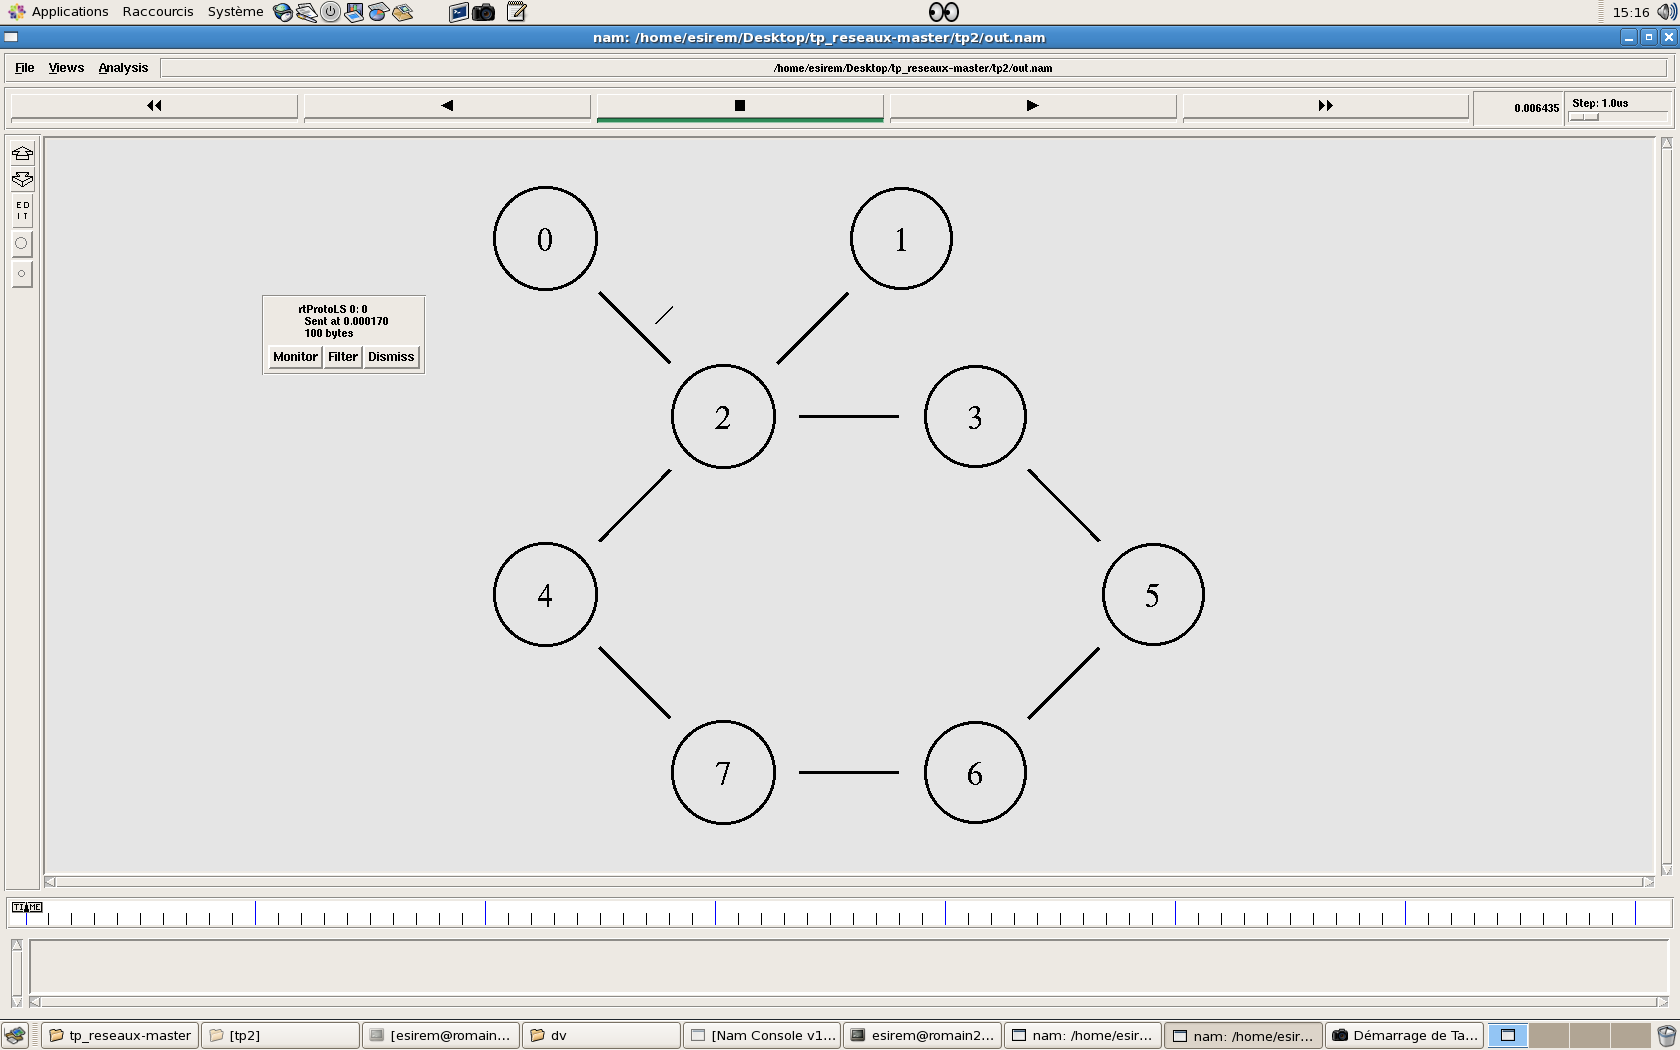 Applications Raccourcis Système 15:16
nam: /home/esirem/Desktop/tp_reseaux-master/tp2/out.nam
File Views Analysis /home/esirem/Desktop/tp_reseaux-master/tp2/out.nam
0.006435 Step: 1.0us
ED
IT
0 1
rtProtoLS 0: 0
Sent at 0.000170
100 bytes
Monitor Filter Dismiss
2 3
4 5
7 6
TIME
tp_reseaux-master [tp2] [esirem@romain... dv [Nam Console v1... esirem@romain2... nam: /home/esir... nam: /home/esir... Démarrage de Ta...